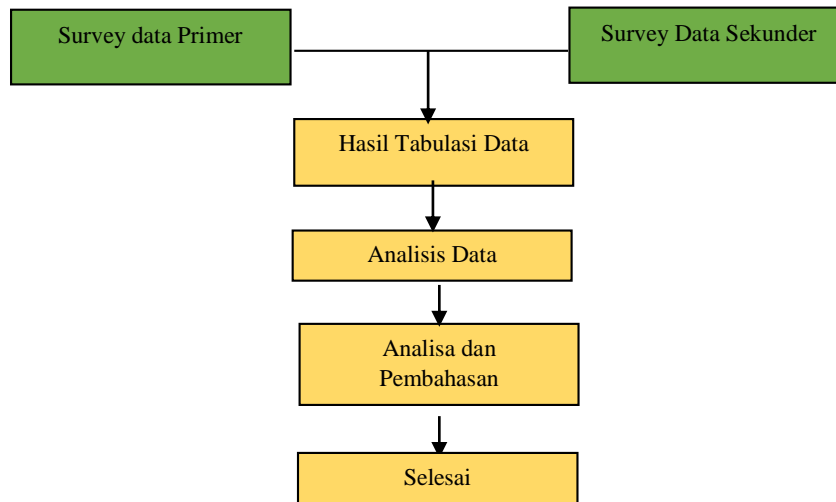 Survey data Primer
Survey Data Sekunder
Hasil Tabulasi Data
Analisis Data
Analisa dan
Pembahasan
Selesai